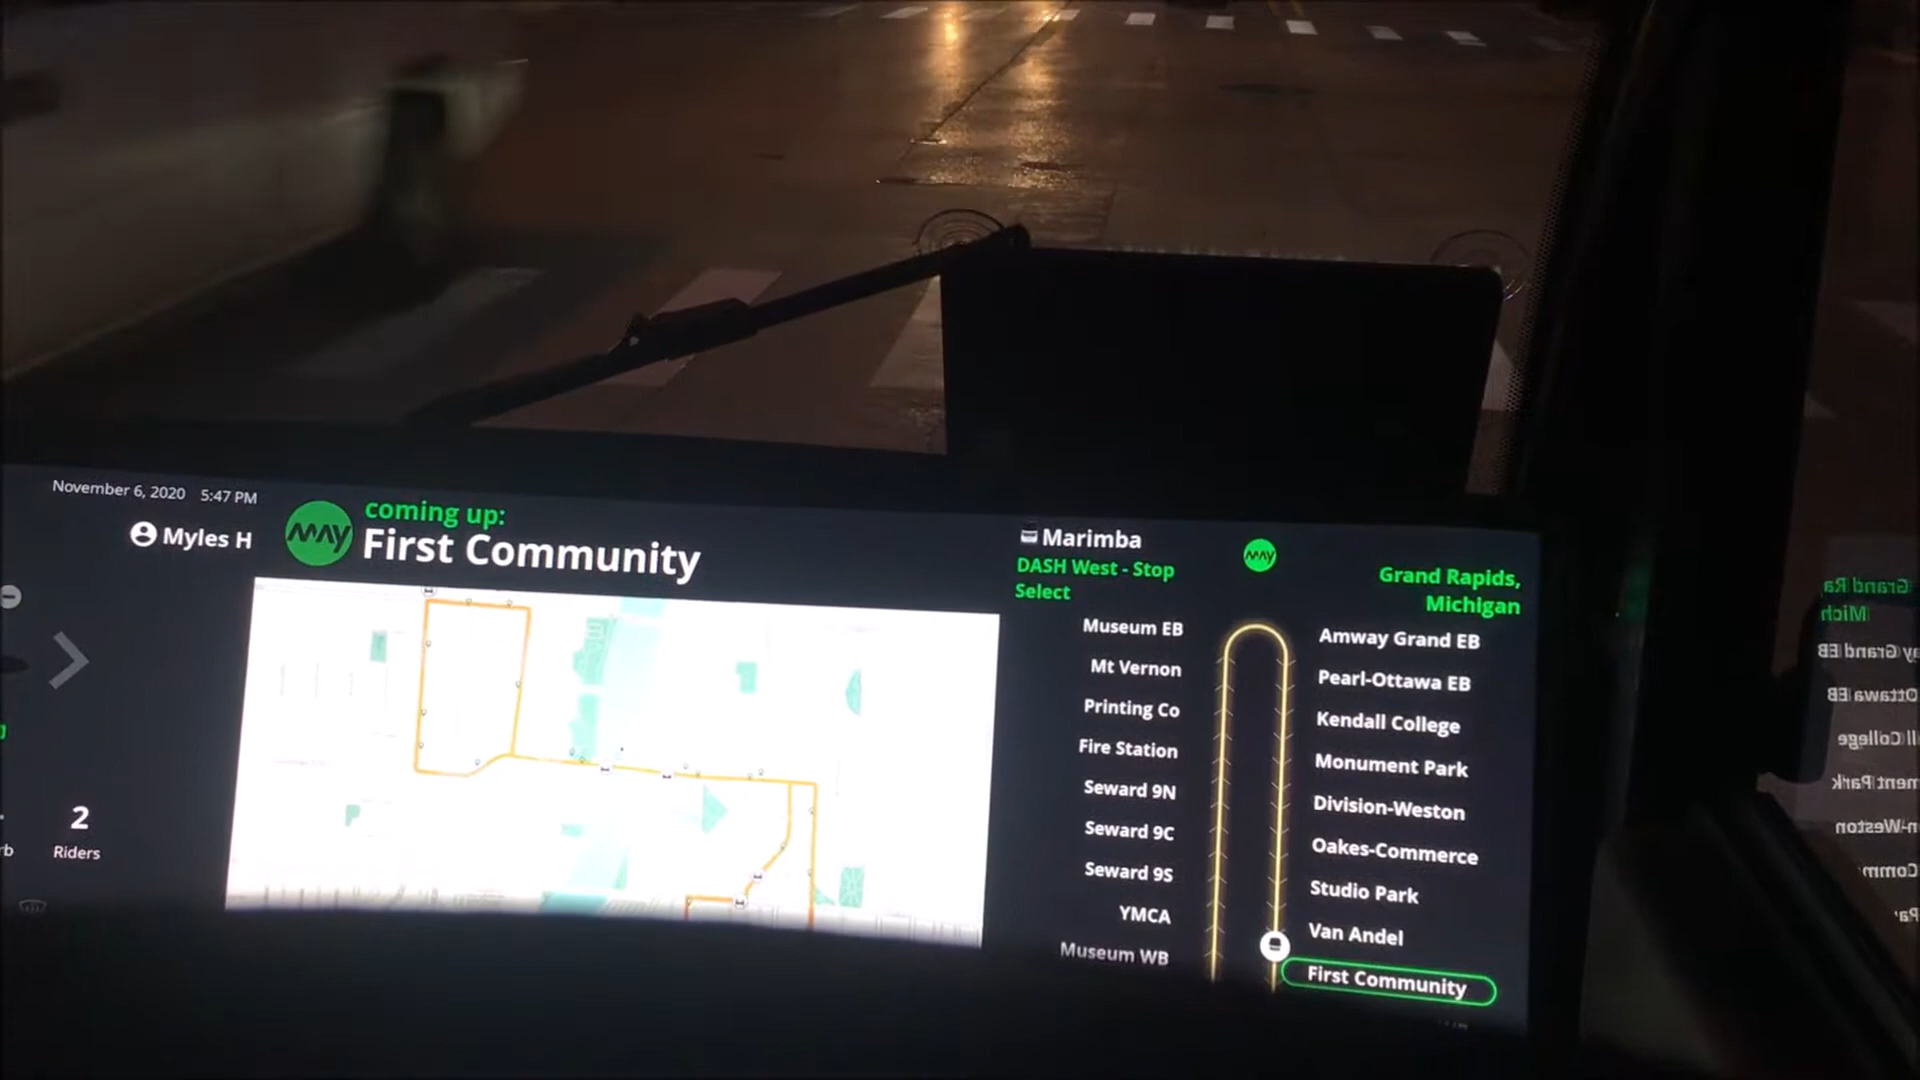 November 6, 2020 5:47 PM
Myles H
may
coming up:
First Community
2
Riders
Marimba
DASH West - Stop
Select
may
Grand Rapids,
Michigan
Museum EB
Mt Vernon
Printing Co
Fire Station
Seward 9N
Seward 9C
Seward 9S
YMCA
Museum WB
Amway Grand EB
Pearl-Ottawa EB
Kendall College
Monument Park
Division-Weston
Oakes-Commerce
Studio Park
Van Andel
First Community